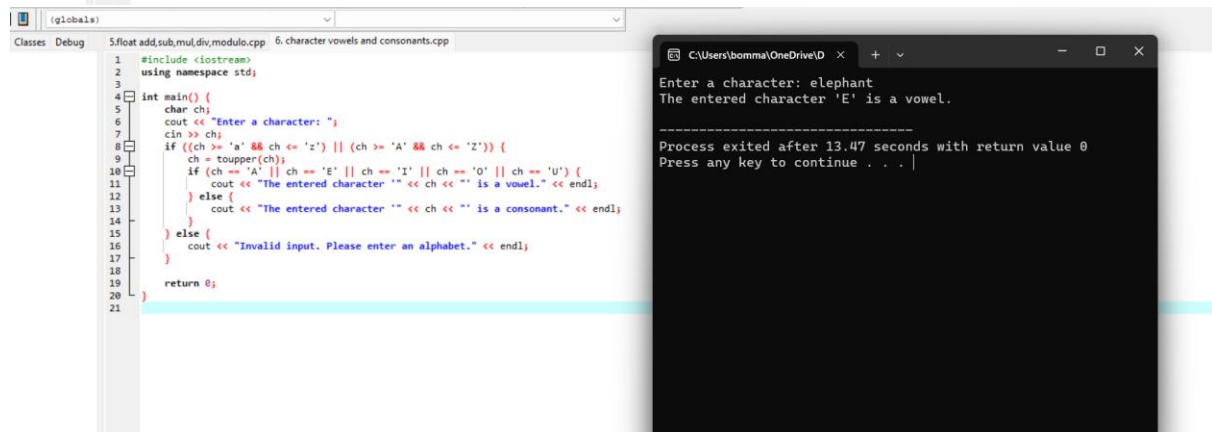 (globals)
Classes Debug 5.float add,sub,mul,div,modulo.cpp 6. character vowels and consonants.cpp
1 #include <iostream>
2 using namespace std;
3
4 int main() {
5     char ch;
6     cout << "Enter a character: ";
7     cin >> ch;
8     if ((ch >= 'a' && ch <= 'z') || (ch >= 'A' && ch <= 'Z')) {
9         ch = toupper(ch);
10         if (ch == 'A' || ch == 'E' || ch == 'I' || ch == 'O' || ch == 'U') {
11             cout << "The entered character '" << ch << "' is a vowel." << endl;
12         } else {
13             cout << "The entered character '" << ch << "' is a consonant." << endl;
14         }
15     } else {
16         cout << "Invalid input. Please enter an alphabet." << endl;
17     }
18
19     return 0;
20 }
21
C:\Users\bomma\OneDrive\D
Enter a character: elephant
The entered character 'E' is a vowel.
--------------------------------
Process exited after 13.47 seconds with return value 0
Press any key to continue . . .